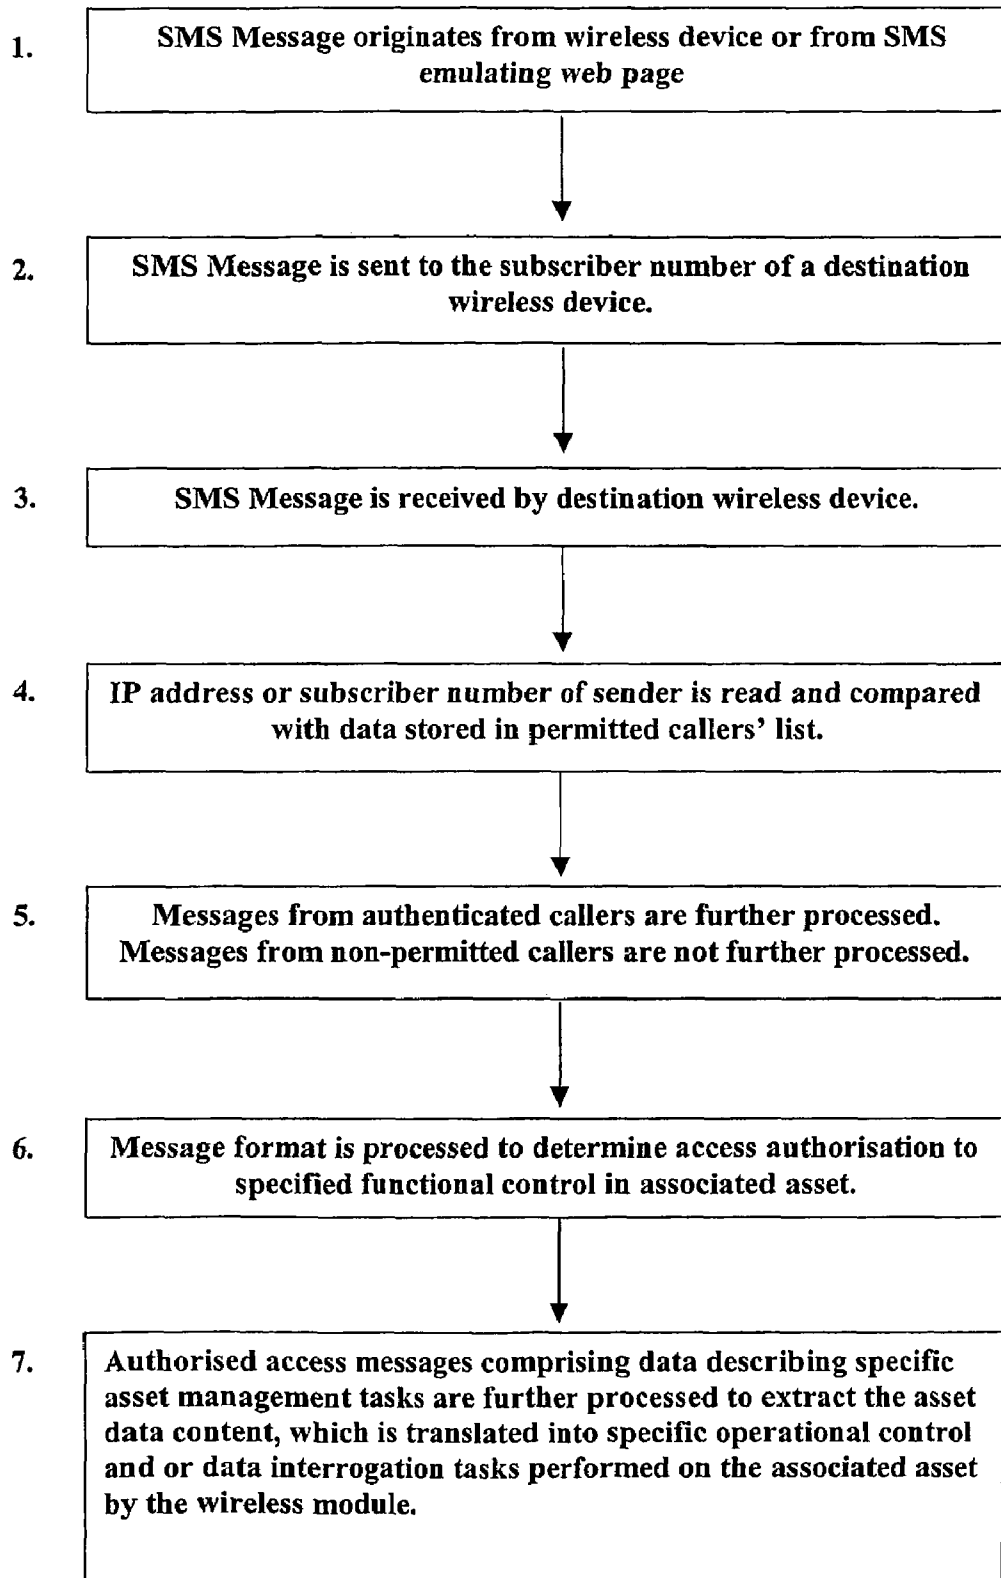 1.
SMS Message originates from wireless device or from SMS
emulating web page
2.
SMS Message is sent to the subscriber number of a destination
wireless device.
3.
SMS Message is received by destination wireless device.
4.
IP address or subscriber number of sender is read and compared
with data stored in permitted callers' list.
5.
Messages from authenticated callers are further processed.
Messages from non-permitted callers are not further processed.
6.
Message format is processed to determine access authorisation to
specified functional control in associated asset.
7.
Authorised access messages comprising data describing specific
asset management tasks are further processed to extract the asset
data content, which is translated into specific operational control
and or data interrogation tasks performed on the associated asset
by the wireless module.